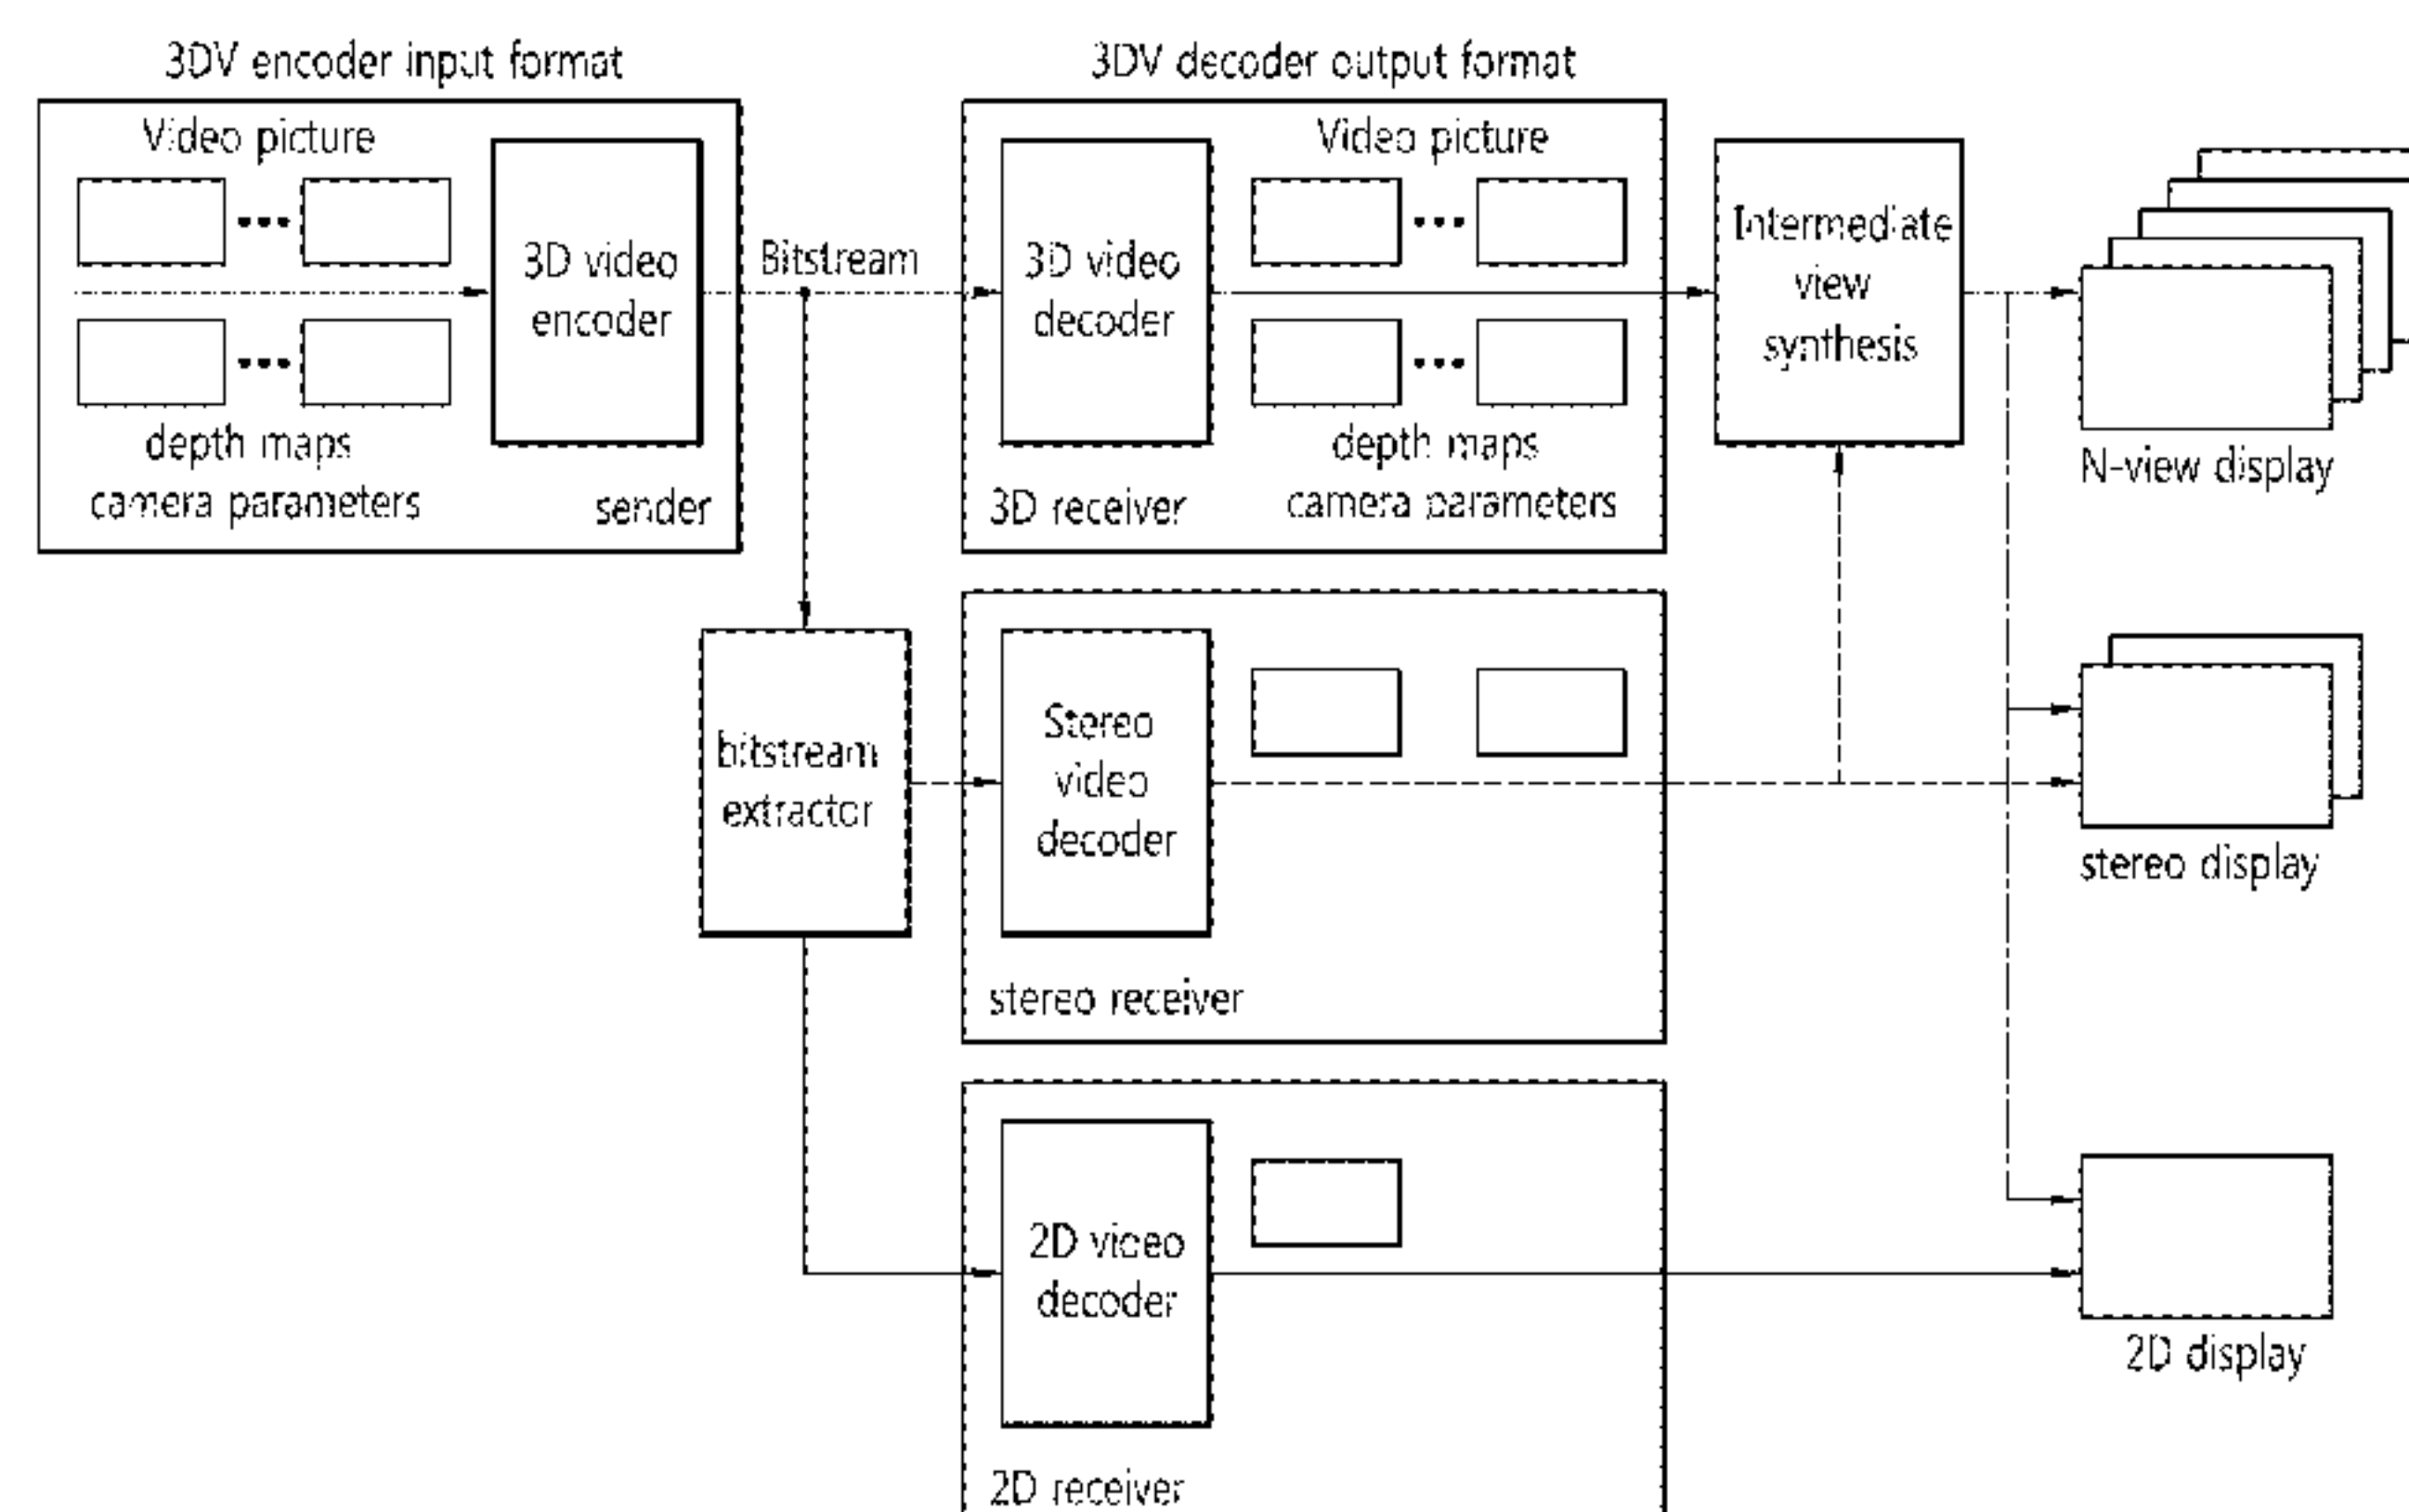 3DV encoder input format
3DV decoder output format
Video picture
3D video
encoder
depth maps
camera parameters
sender
Bitstream
3D video
decoder
Video picture
depth maps
camera parameters
3D receiver
Intermediate
view
synthesis
N-view display
bitstream
extractor
Stereo
video
decoder
stereo receiver
stereo display
2D video
decoder
2D receiver
2D display